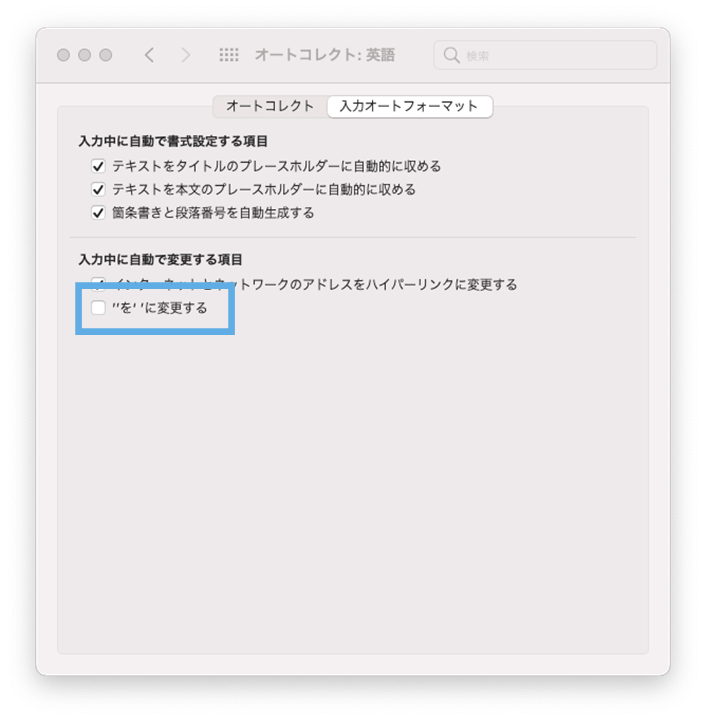 オートコレクト: 英語
検索
オートコレクト
入力オートフォーマット
入力中に自動で書式設定する項目
テキストをタイトルのプレースホルダーに自動的に収める
テキストを本文のプレースホルダーに自動的に収める
箇条書きと段落番号を自動生成する
入力中に自動で変更する項目
インターネットとネットワークのアドレスをハイパーリンクに変更する
''を‘ ’に変更する